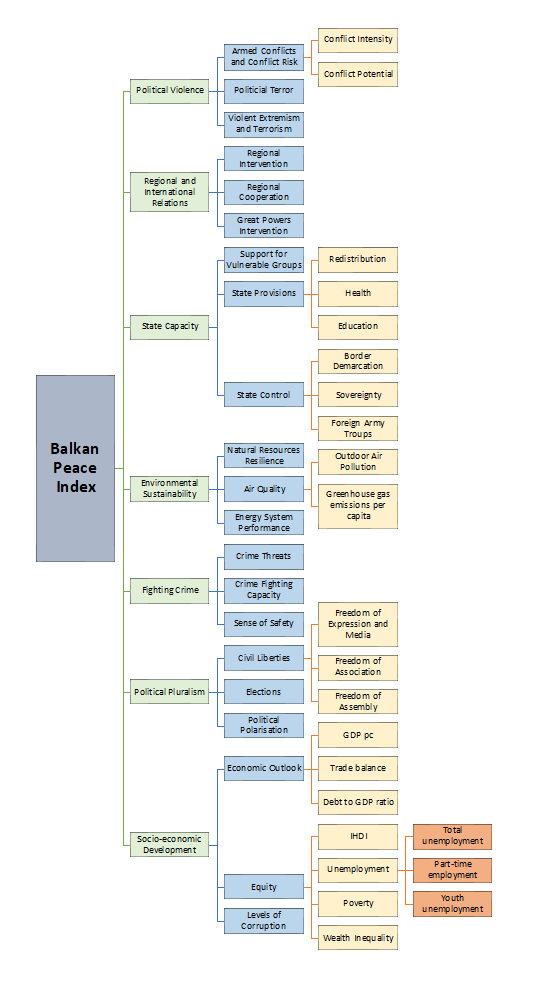 Balkan
Peace
Index
Political Violence
Armed Conflicts
and Conflict Risk
Conflict Intensity
Conflict Potential
Politicial Terror
Violent Extremism
and Terrorism
Regional and
International
Relations
Regional
Intervention
Regional
Cooperation
Great Powers
Intervention
State Capacity
Support for
Vulnerable Groups
State Provisions
Redistribution
Health
Education
State Control
Border
Demarcation
Sovereignty
Foreign Army
Troups
Environmental
Sustainability
Natural Resources
Resilience
Air Quality
Outdoor Air
Pollution
Greenhouse gas
emissions per
capita
Energy System
Performance
Fighting Crime
Crime Threats
Crime Fighting
Capacity
Sense of Safety
Political Pluralism
Civil Liberties
Freedom of
Expression and
Media
Freedom of
Association
Freedom of
Assembly
Elections
Political
Polarisation
Socio-economic
Development
Economic Outlook
GDP pc
Trade balance
Debt to GDP ratio
Equity
IHDI
Unemployment
Total
unemployment
Part-time
employment
Youth
unemployment
Poverty
Wealth Inequality
Levels of
Corruption